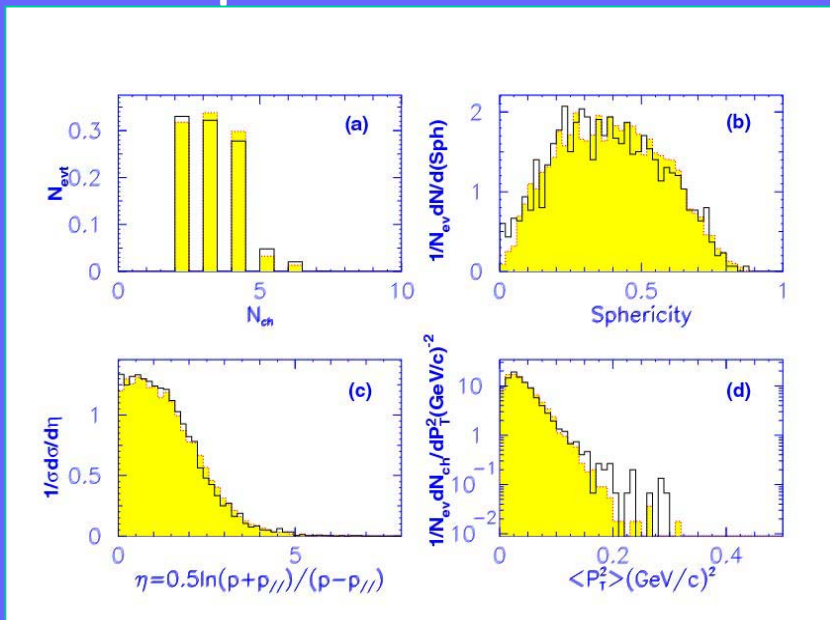 (a)
N_evt
0.3
0.2
0.1
0
0 5 10
N_ch
(b)
1/N_ev dN/d(Sph)
2
1
0
0 0.5 1
Sphericity
(c)
1/σdσ/dη
1
0.5
0
0 5
η=0.5ln(p+p_//)/(p-p_//)
(d)
1/N_ev dN_ch/dP_T^2(GeV/c)^-2
10
1
10^-1
10^-2
0 0.2 0.4
<P_T^2>(GeV/c)^2